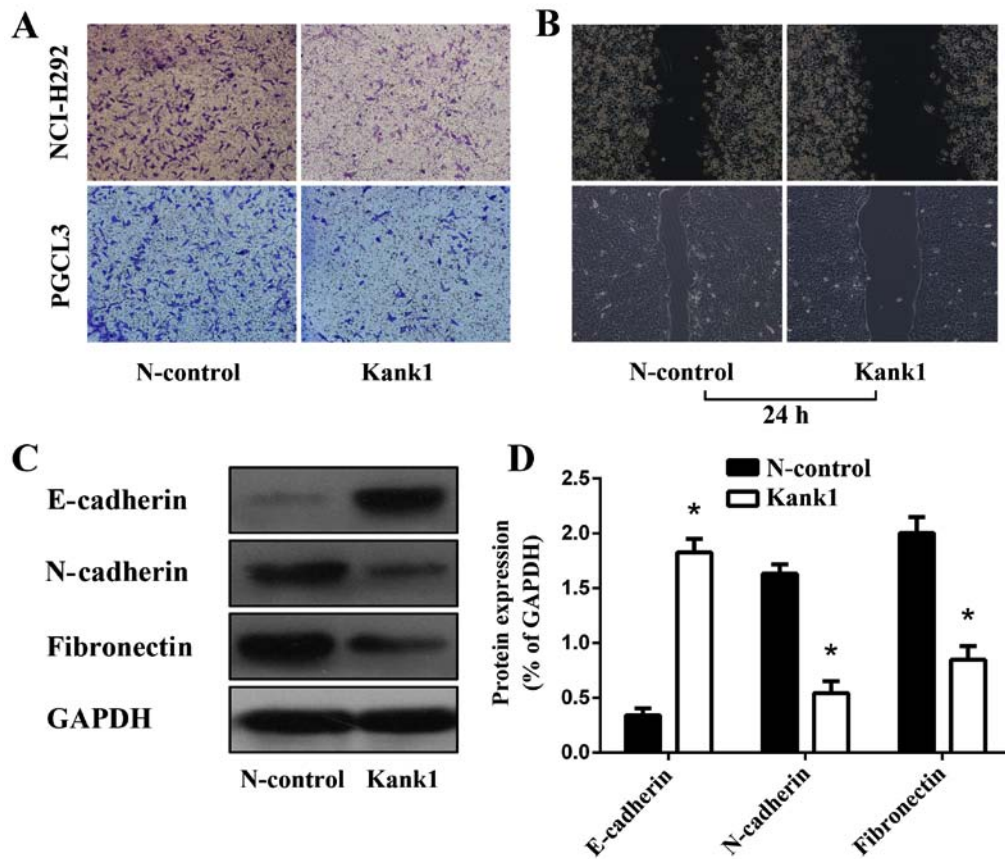 A
NCI-H292
PGCL3
N-control Kank1
B
N-control Kank1
24 h
C
E-cadherin
N-cadherin
Fibronectin
GAPDH
N-control Kank1
D
N-control
Kank1
Protein expression
(% of GAPDH)
2.5
2.0
1.5
1.0
0.5
0.0
* * *
E-cadherin
N-cadherin
Fibronectin